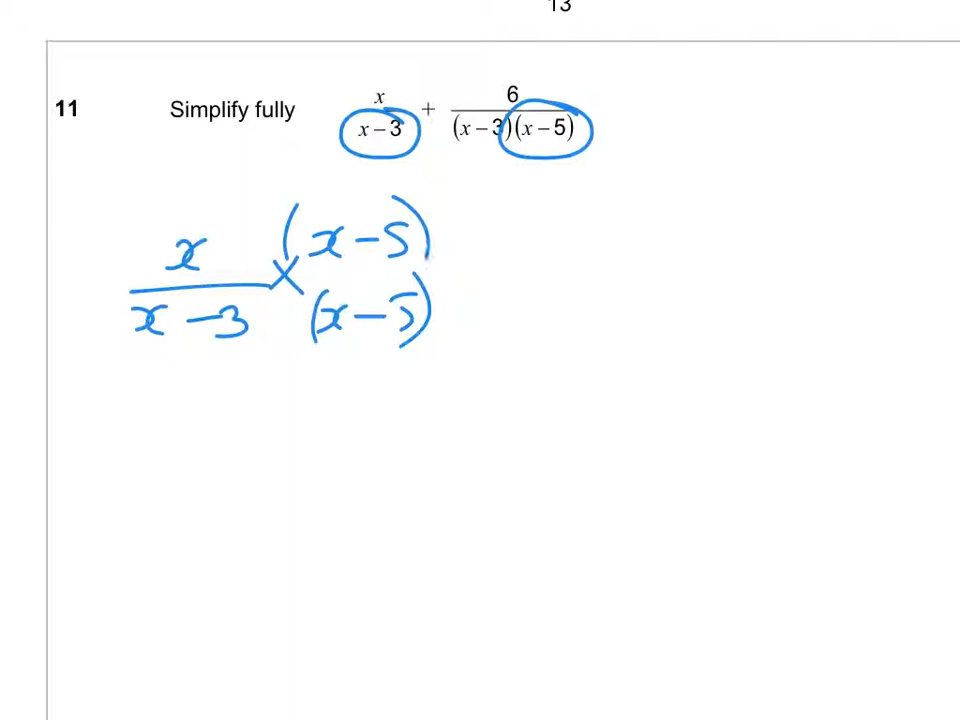 13
11 Simplify fully x/(x – 3) + 6/((x – 3)(x – 5))
x/(x – 3) × (x – 5)/(x – 5)